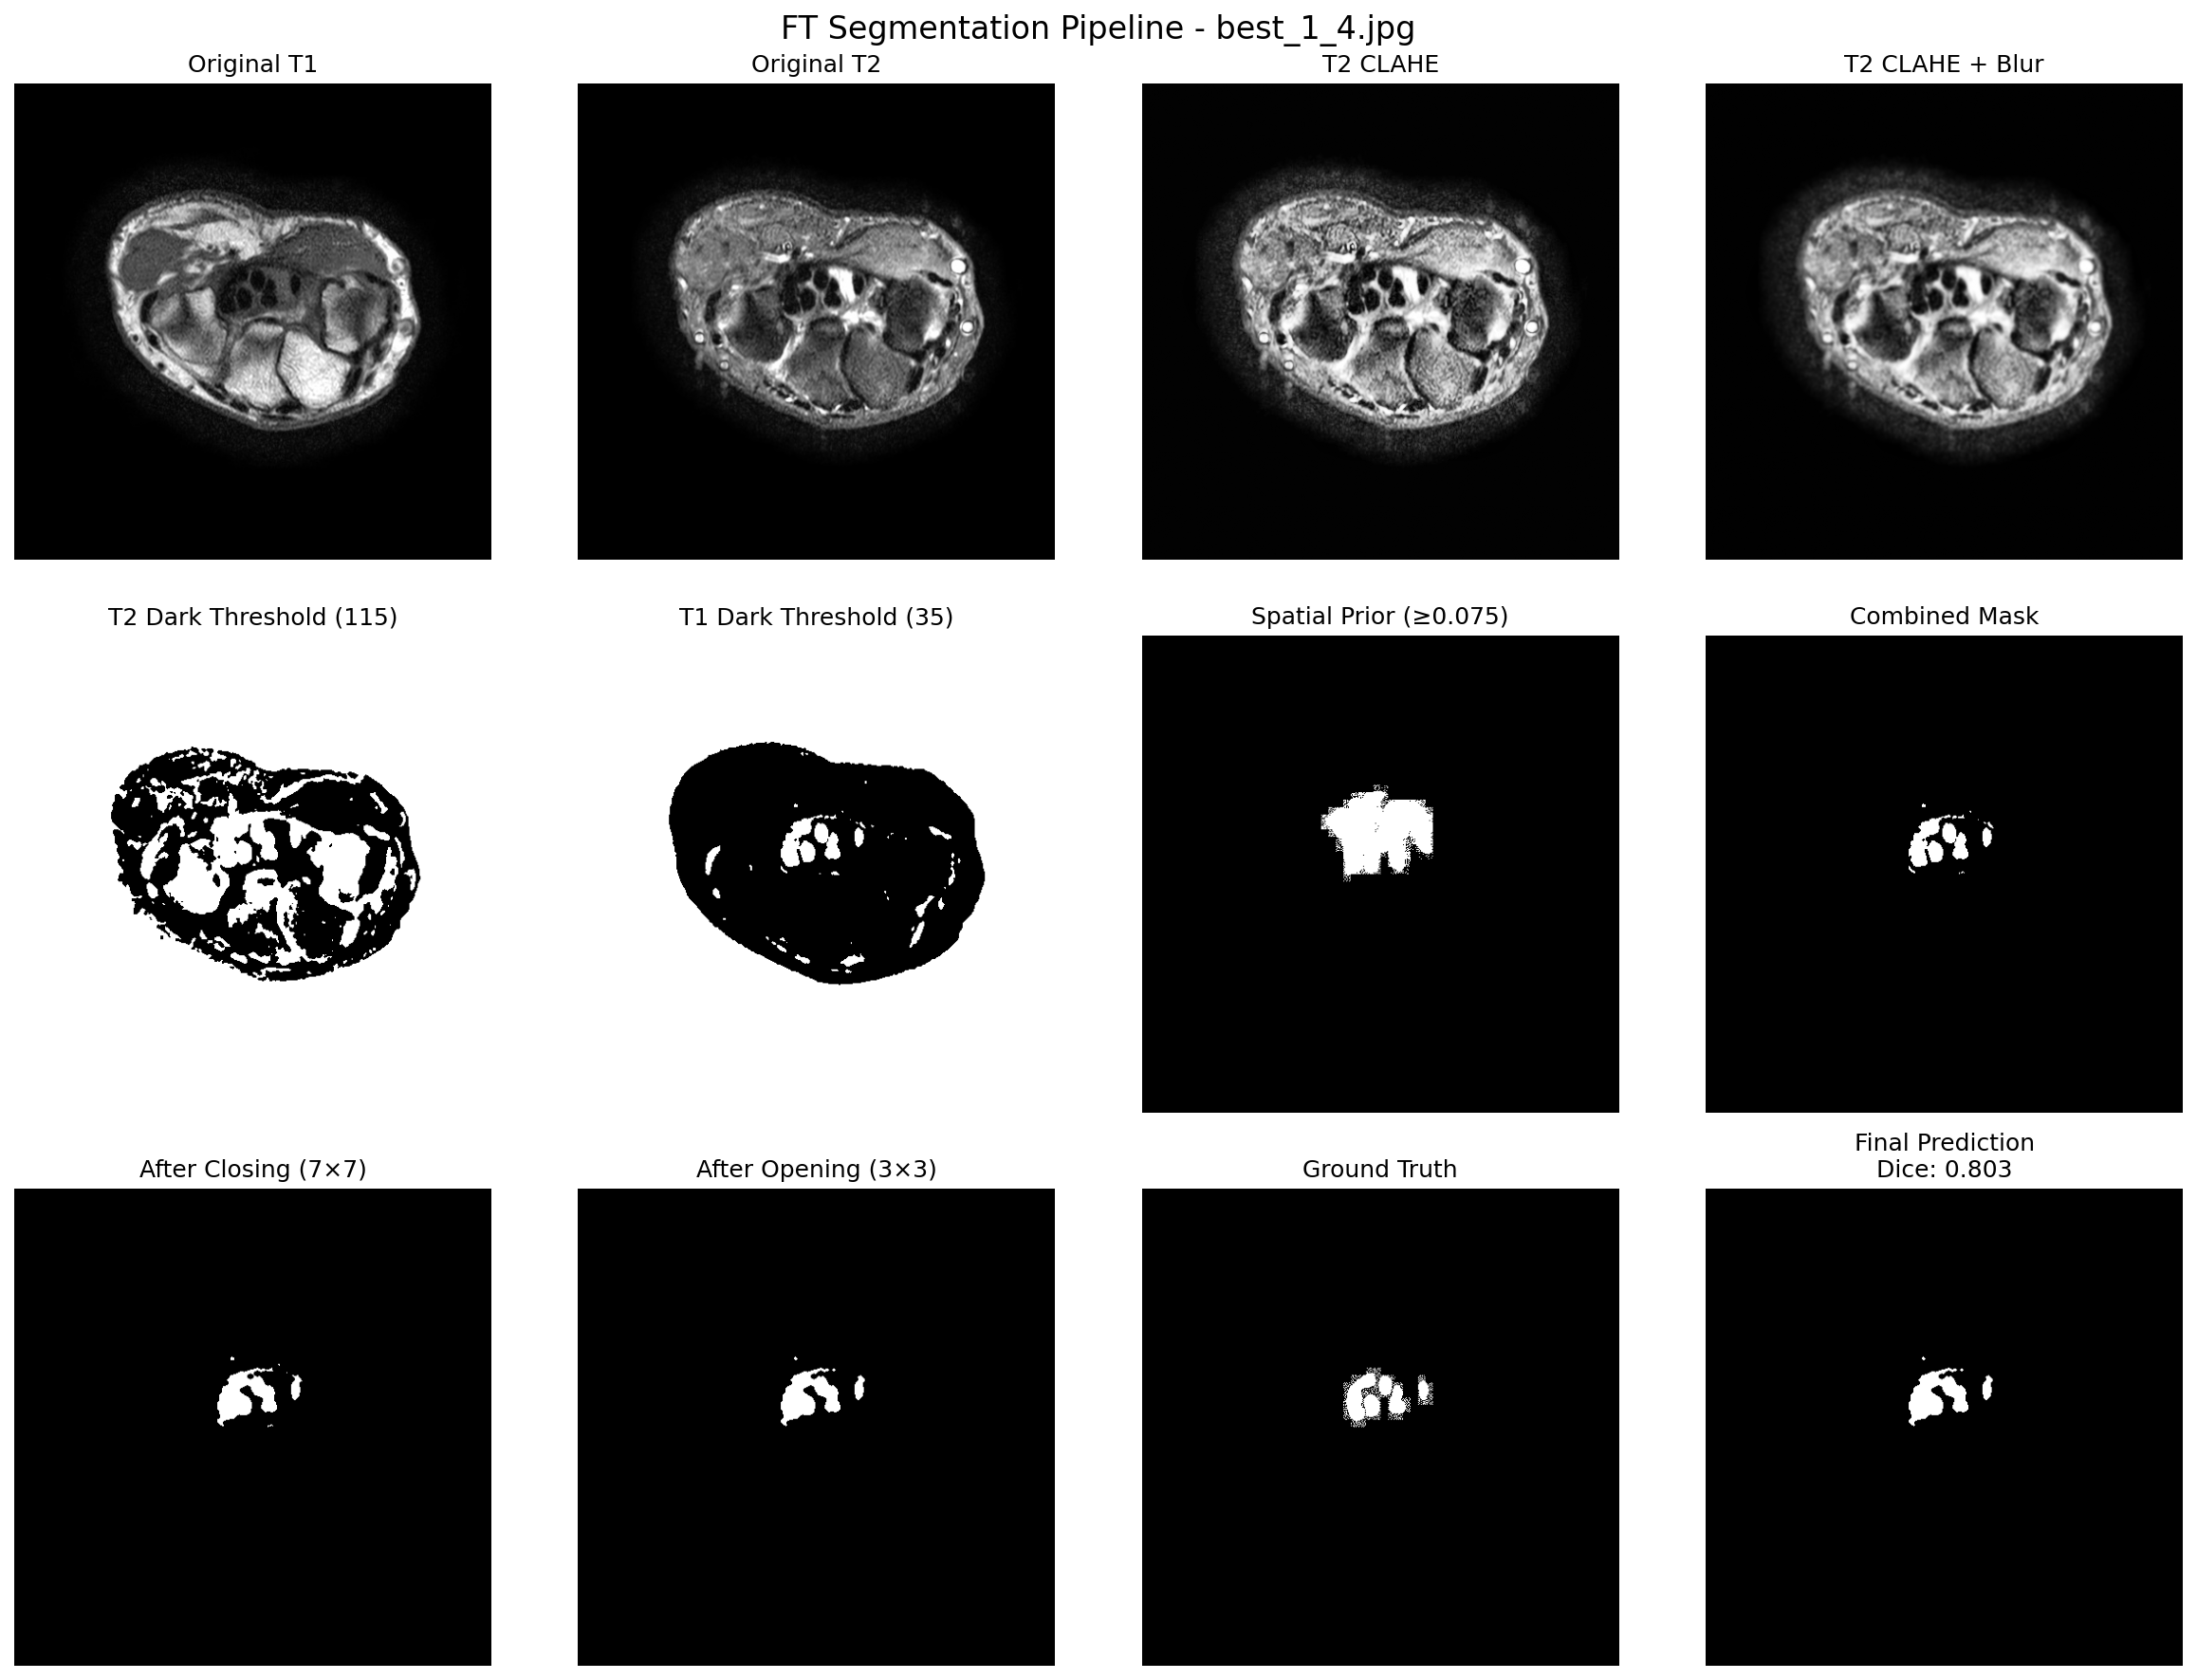 FT Segmentation Pipeline - best_1_4.jpg
Original T1
Original T2
T2 CLAHE
T2 CLAHE + Blur
T2 Dark Threshold (115)
T1 Dark Threshold (35)
Spatial Prior (≥0.075)
Combined Mask
After Closing (7×7)
After Opening (3×3)
Ground Truth
Final Prediction
Dice: 0.803